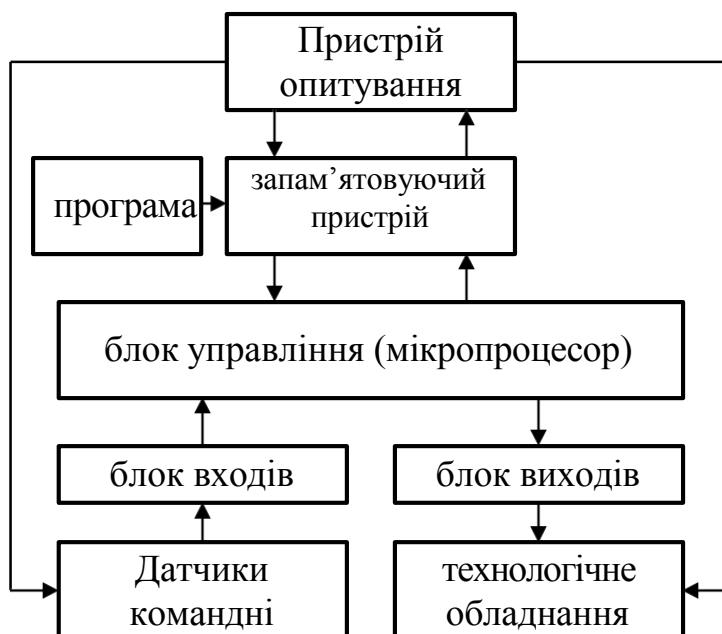 Пристрій
опитування
запам’ятовуючий
пристрій
програма
блок управління (мікропроцесор)
блок входів
блок виходів
Датчики
командні
технологічне
обладнання